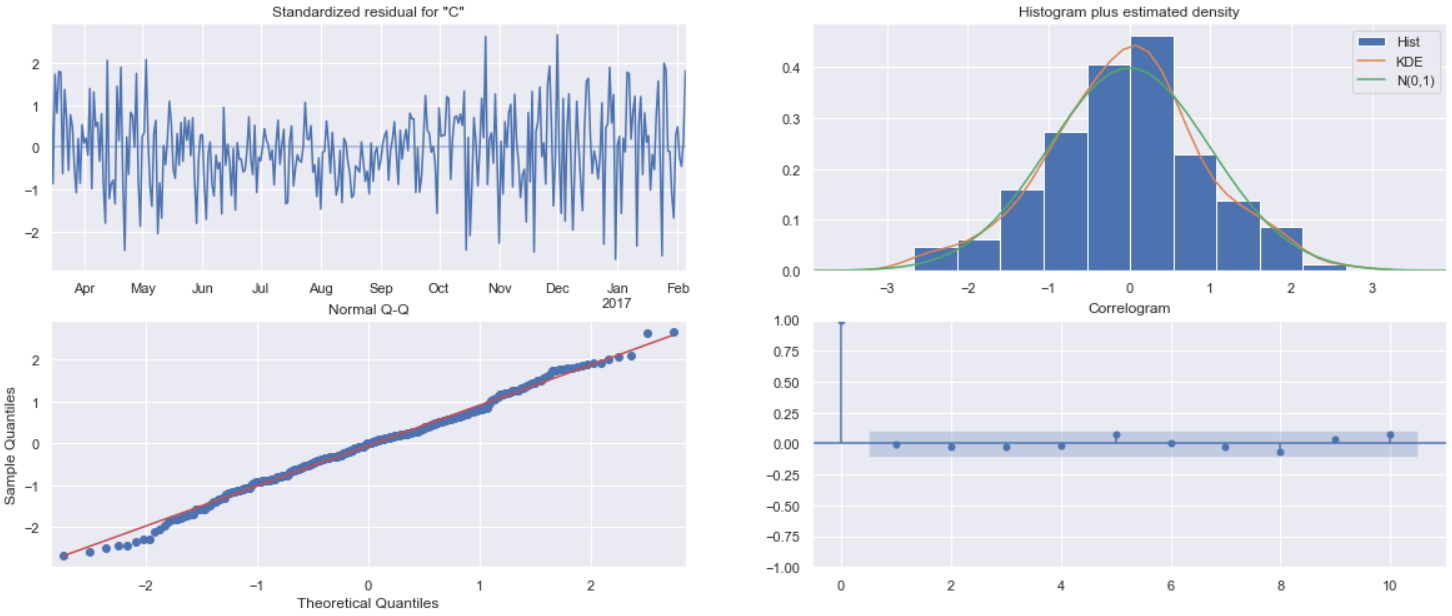 Standardized residual for "C"
2
1
0
−1
−2
Apr May Jun Jul Aug Sep Oct Nov Dec Jan Feb
2017
Histogram plus estimated density
Hist
KDE
N(0,1)
0.4
0.3
0.2
0.1
0.0
−3 −2 −1 0 1 2 3
Normal Q-Q
Sample Quantiles
2
1
0
−1
−2
−2 −1 0 1 2
Theoretical Quantiles
Correlogram
1.00
0.75
0.50
0.25
0.00
−0.25
−0.50
−0.75
−1.00
0 2 4 6 8 10